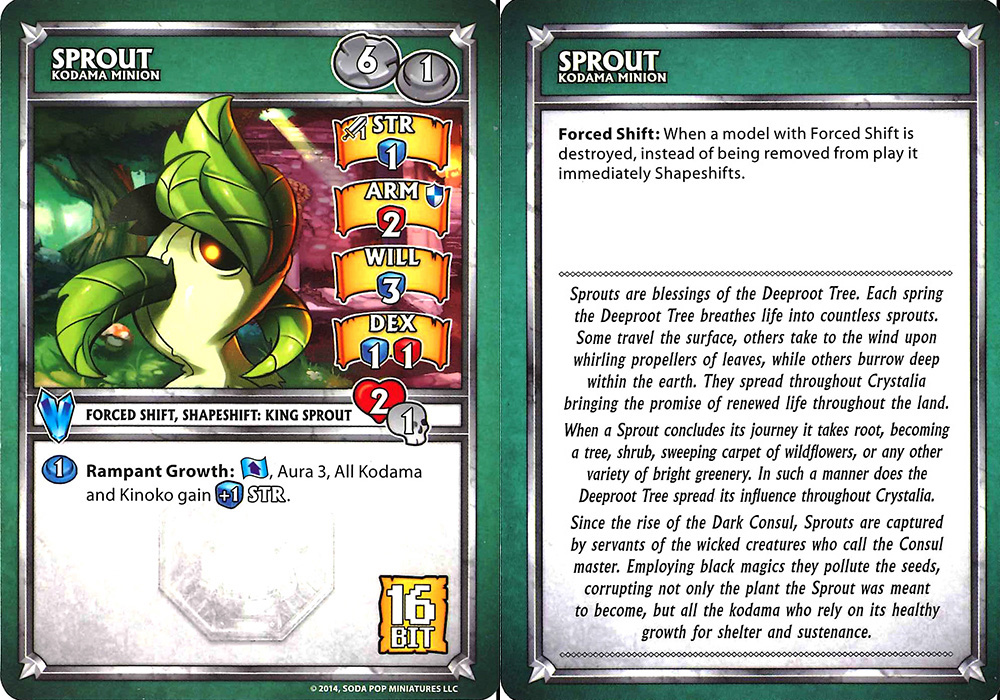 SPROUT
KODAMA MINION
6
1
STR
1
ARM
2
WILL
3
DEX
1 1
FORCED SHIFT, SHAPESHIFT: KING SPROUT
2
1
1 Rampant Growth: , Aura 3, All Kodama
and Kinoko gain +1 STR.
16
BIT
© 2014, SODA POP MINIATURES LLC
SPROUT
KODAMA MINION
Forced Shift: When a model with Forced Shift is
destroyed, instead of being removed from play it
immediately Shapeshifts.
Sprouts are blessings of the Deeproot Tree. Each spring
the Deeproot Tree breathes life into countless sprouts.
Some travel the surface, others take to the wind upon
whirling propellers of leaves, while others burrow deep
within the earth. They spread throughout Crystalia
bringing the promise of renewed life throughout the land.
When a Sprout concludes its journey it takes root, becoming
a tree, shrub, sweeping carpet of wildflowers, or any other
variety of bright greenery. In such a manner does the
Deeproot Tree spread its influence throughout Crystalia.
Since the rise of the Dark Consul, Sprouts are captured
by servants of the wicked creatures who call the Consul
master. Employing black magics they pollute the seeds,
corrupting not only the plant the Sprout was meant
to become, but all the kodama who rely on its healthy
growth for shelter and sustenance.